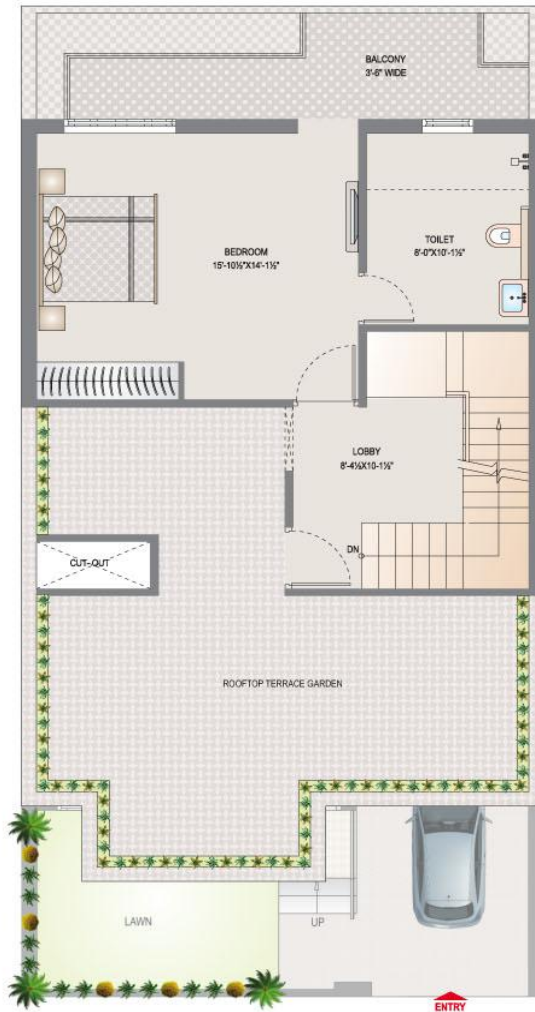 BALCONY
3'-6" WIDE
BEDROOM
15'-10½"X14'-1½"
TOILET
8'-0"X10'-1½"
LOBBY
8'-4½X10-1½"
DN
CUT-OUT
ROOFTOP TERRACE GARDEN
LAWN
UP
ENTRY